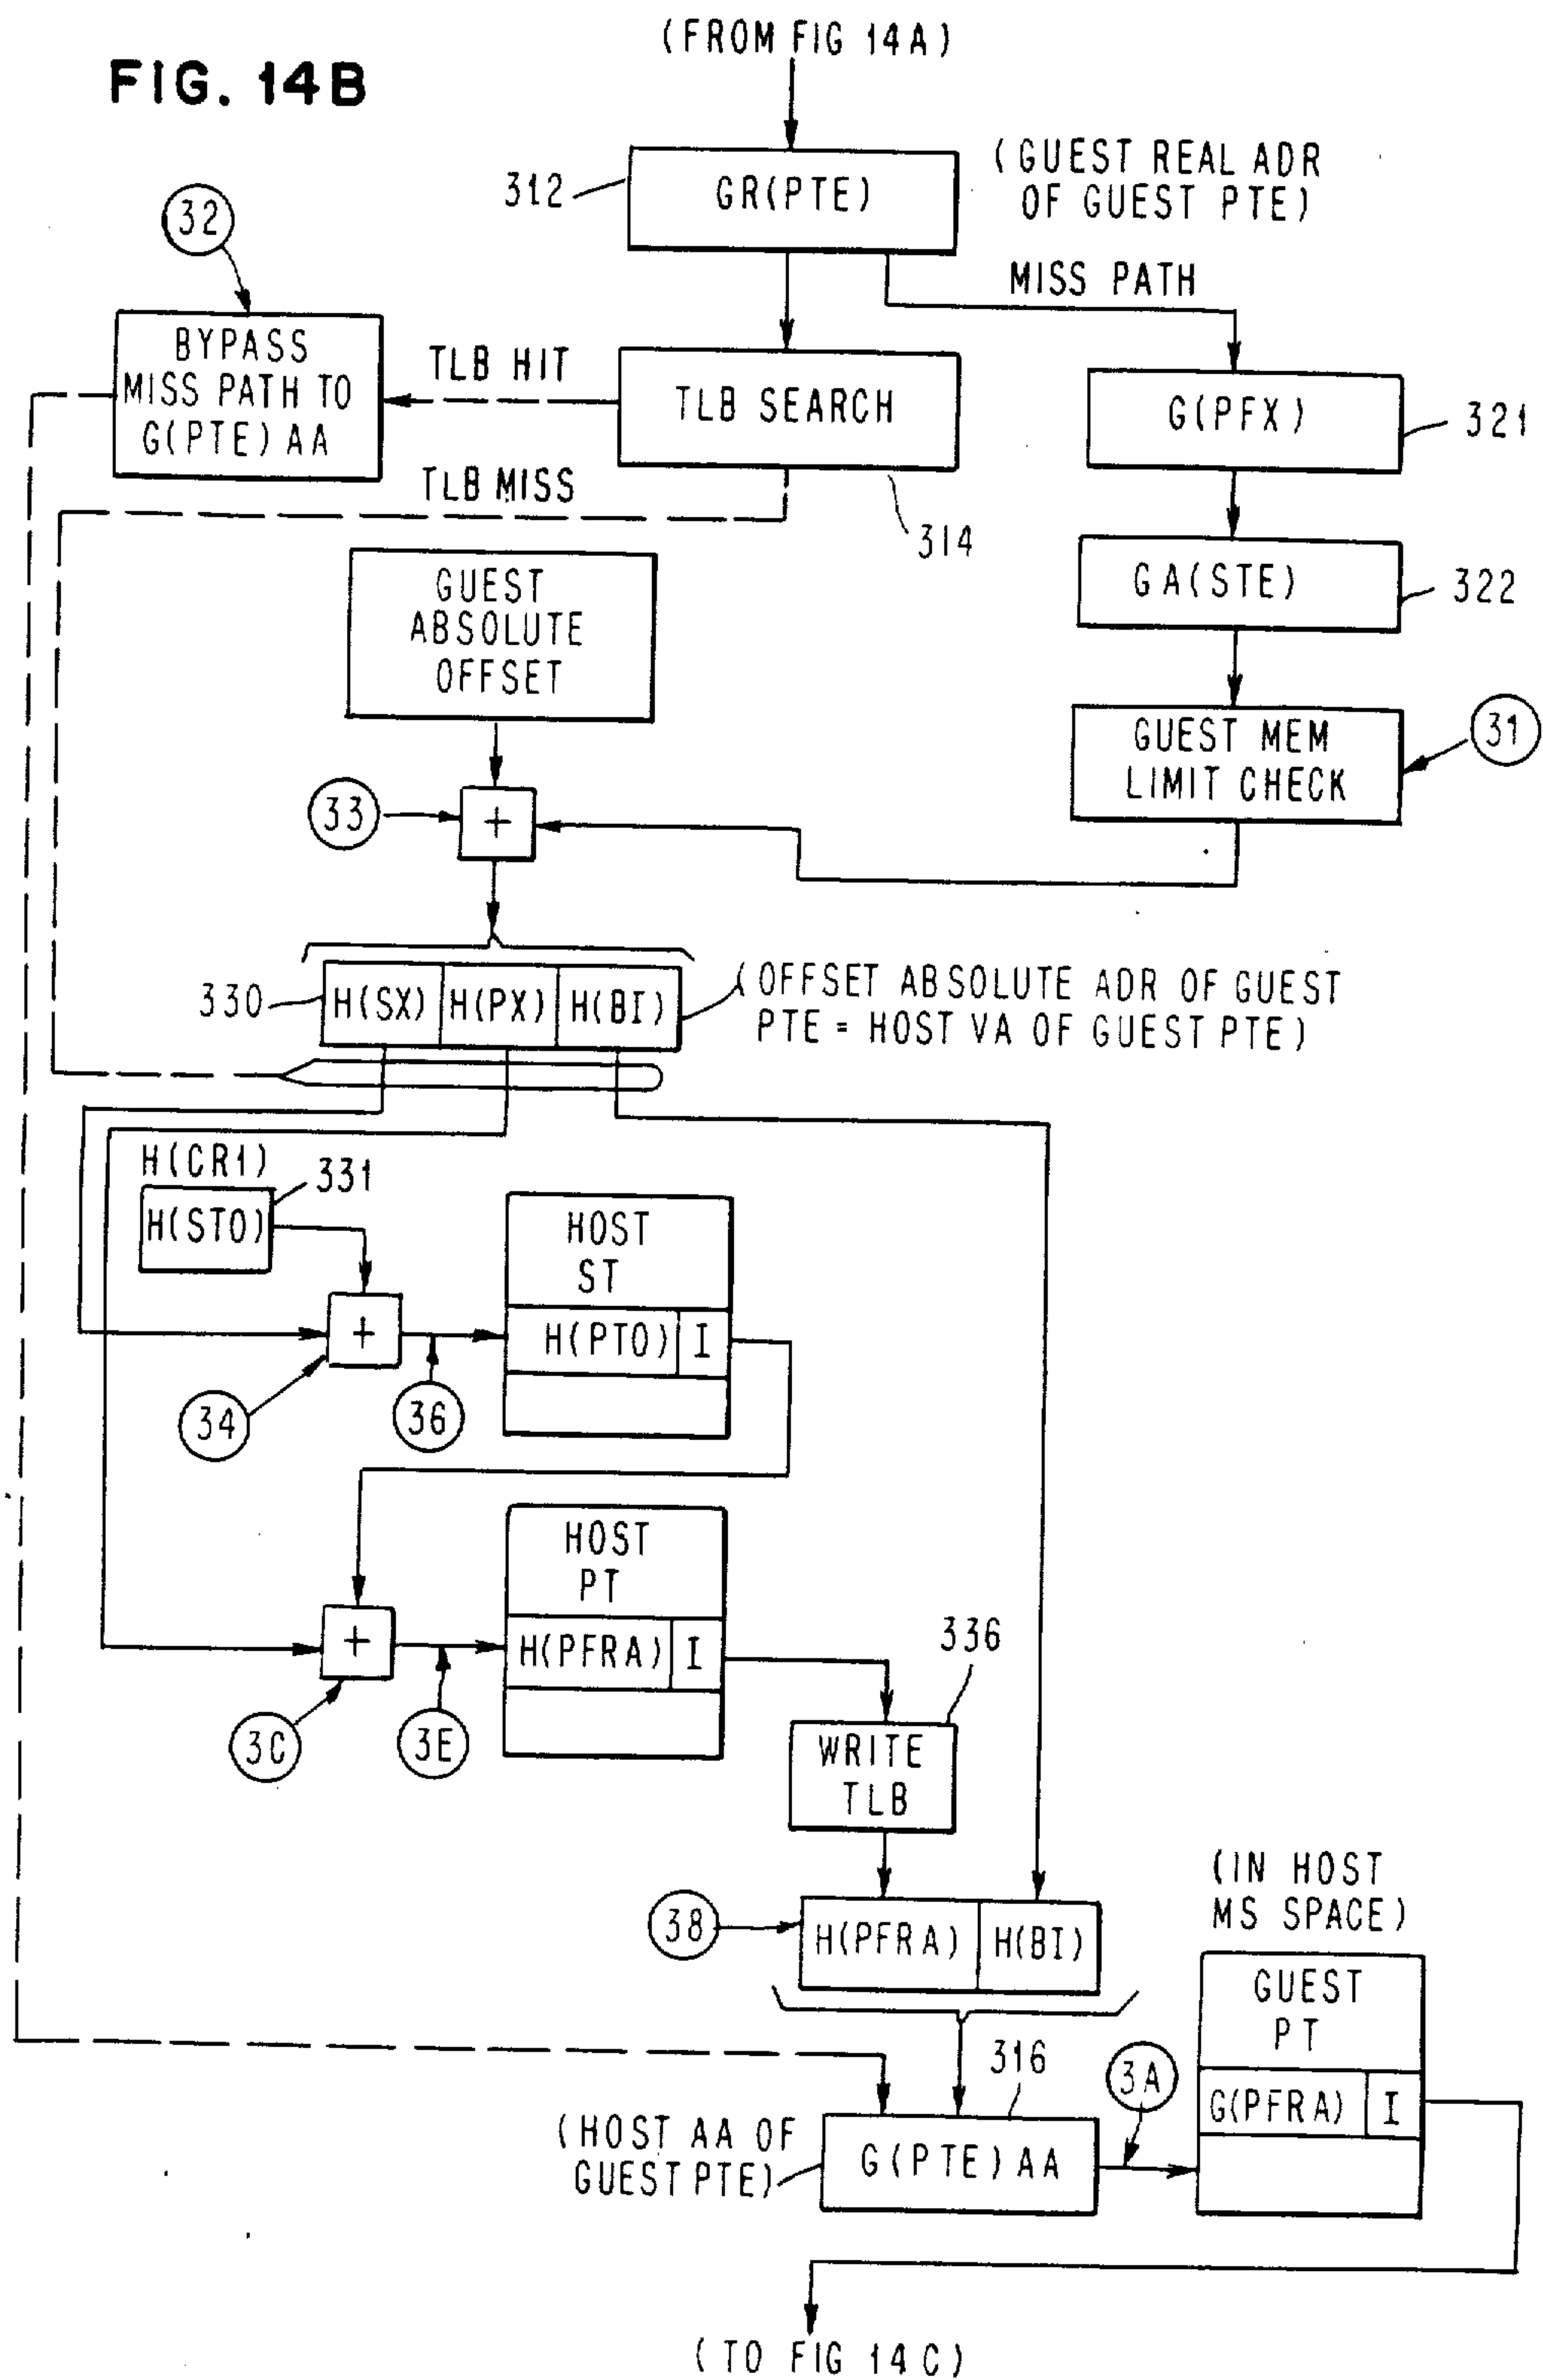 FIG. 14B
(FROM FIG 14A)
312
GR(PTE)
(GUEST REAL ADR
OF GUEST PTE)
32
MISS PATH
BYPASS
MISS PATH TO
G(PTE) AA
TLB HIT
TLB SEARCH
G(PFX)
321
TLB MISS
314
GUEST
ABSOLUTE
OFFSET
GA(STE)
322
GUEST MEM
LIMIT CHECK
31
33
+
330
H(SX)
H(PX)
H(BI)
(OFFSET ABSOLUTE ADR OF GUEST
PTE = HOST VA OF GUEST PTE)
H(CR1)
331
H(STO)
HOST
ST
+
H(PTO)
I
34
36
HOST
PT
+
H(PFRA)
I
336
3C
3E
WRITE
TLB
(IN HOST
MS SPACE)
38
H(PFRA)
H(BI)
GUEST
PT
316
3A
G(PFRA)
I
(HOST AA OF
GUEST PTE)
G(PTE) AA
(TO FIG 14C)